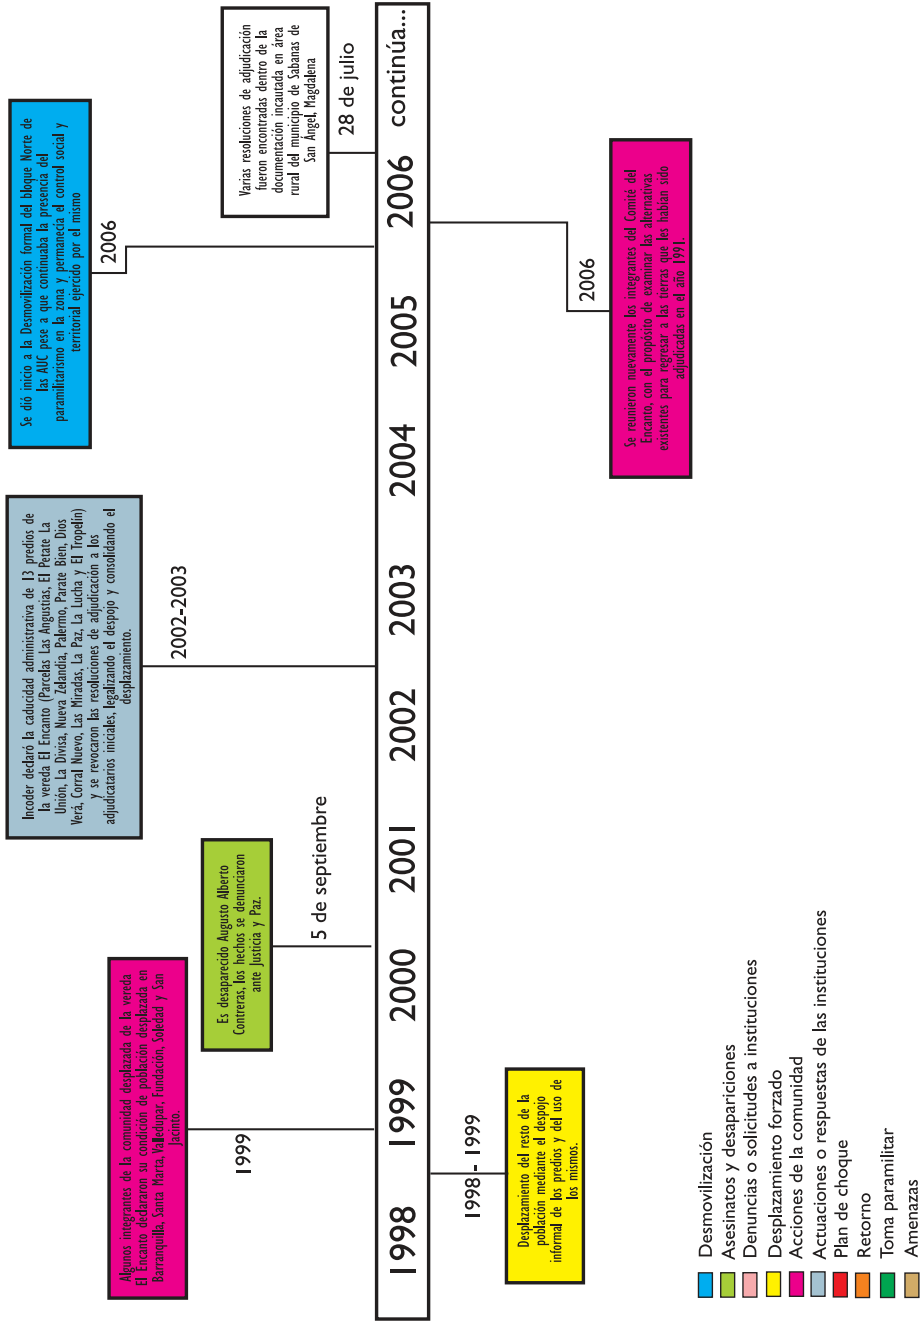 Algunos integrantes de la comunidad desplazada de la vereda
El Encanto declararon su condición de población desplazada en
Barranquilla, Santa Marta, Valledupar, Fundación, Soledad y San
Jacinto.
1999
Es desaparecido Augusto Alberto
Contreras, los hechos se denunciaron
ante Justicia y Paz.
5 de septiembre
Incoder declaró la caducidad administrativa de 13 predios de
la vereda El Encanto (Parcelas Las Angustias, El Petate La
Unión, La Divisa, Nueva Zelandia, Palermo, Parate Bien, Dios
Verá, Corral Nuevo, Las Miradas, La Paz, La Lucha y El Tropelín)
y se revocaron las resoluciones de adjudicación a los
adjudicatarios iniciales, legalizando el despojo y consolidando el
desplazamiento.
2002-2003
Se dió inicio a la Desmovilización formal del bloque Norte de
las AUC pese a que continuaba la presencia del
paramilitarismo en la zona y permanecía el control social y
territorial ejercido por el mismo
2006
Varias resoluciones de adjudicación
fueron encontradas dentro de la
documentación incautada en área
rural del municipio de Sabanas de
San Ángel, Magdalena
28 de julio
1998 1999 2000 2001 2002 2003 2004 2005 2006 continúa...
1998 - 1999
Desplazamiento del resto de la
población mediante el despojo
informal de los predios y del uso de
los mismos.
2006
Se reunieron nuevamente los integrantes del Comité del
Encanto, con el propósito de examinar las alternativas
existentes para regresar a las tierras que les habían sido
adjudicadas en el año 1991.
Desmovilización
Asesinatos y desapariciones
Denuncias o solicitudes a instituciones
Desplazamiento forzado
Acciones de la comunidad
Actuaciones o respuestas de las instituciones
Plan de choque
Retorno
Toma paramilitar
Amenazas